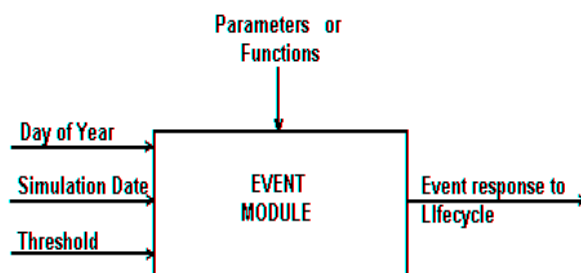 Parameters or
Functions
Day of Year
Simulation Date
Threshold
EVENT
MODULE
Event response to
LIfecycle